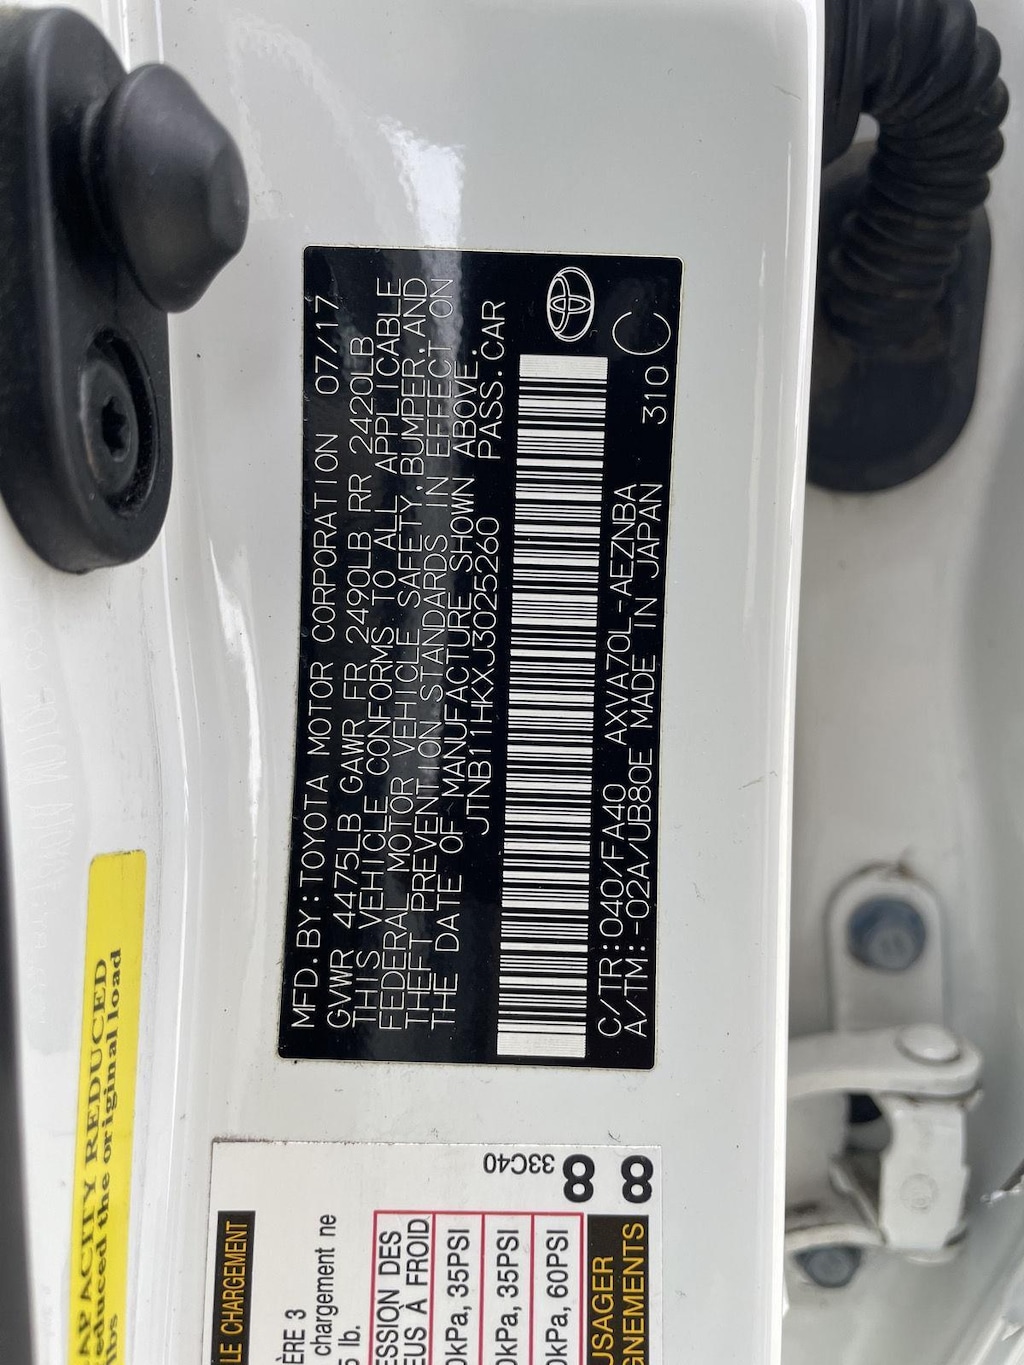 MFD.BY:TOYOTA MOTOR CORPORATION 07/17
GVWR 4475LB GAWR FR 2490LB RR 2420LB
THIS VEHICLE CONFORMS TO ALL APPLICABLE
FEDERAL MOTOR VEHICLE SAFETY,BUMPER,AND
THEFT PREVENTION STANDARDS IN EFFECT ON
THE DATE OF MANUFACTURE SHOWN ABOVE.
JTNB11HKXJ3025260 PASS.CAR
C/TR:040/FA40 AXVA70L-AEZNBA 310 C
A/TM:-02A/UB80E MADE IN JAPAN
APACITY REDUCED
educed the original load
lbs
LE CHARGEMENT
ÈRE 3
chargement ne
lb.
ESSION DES
EUS À FROID
0kPa, 35PSI
0kPa, 35PSI
0kPa, 60PSI
USAGER
GNEMENTS
33C40
8
8